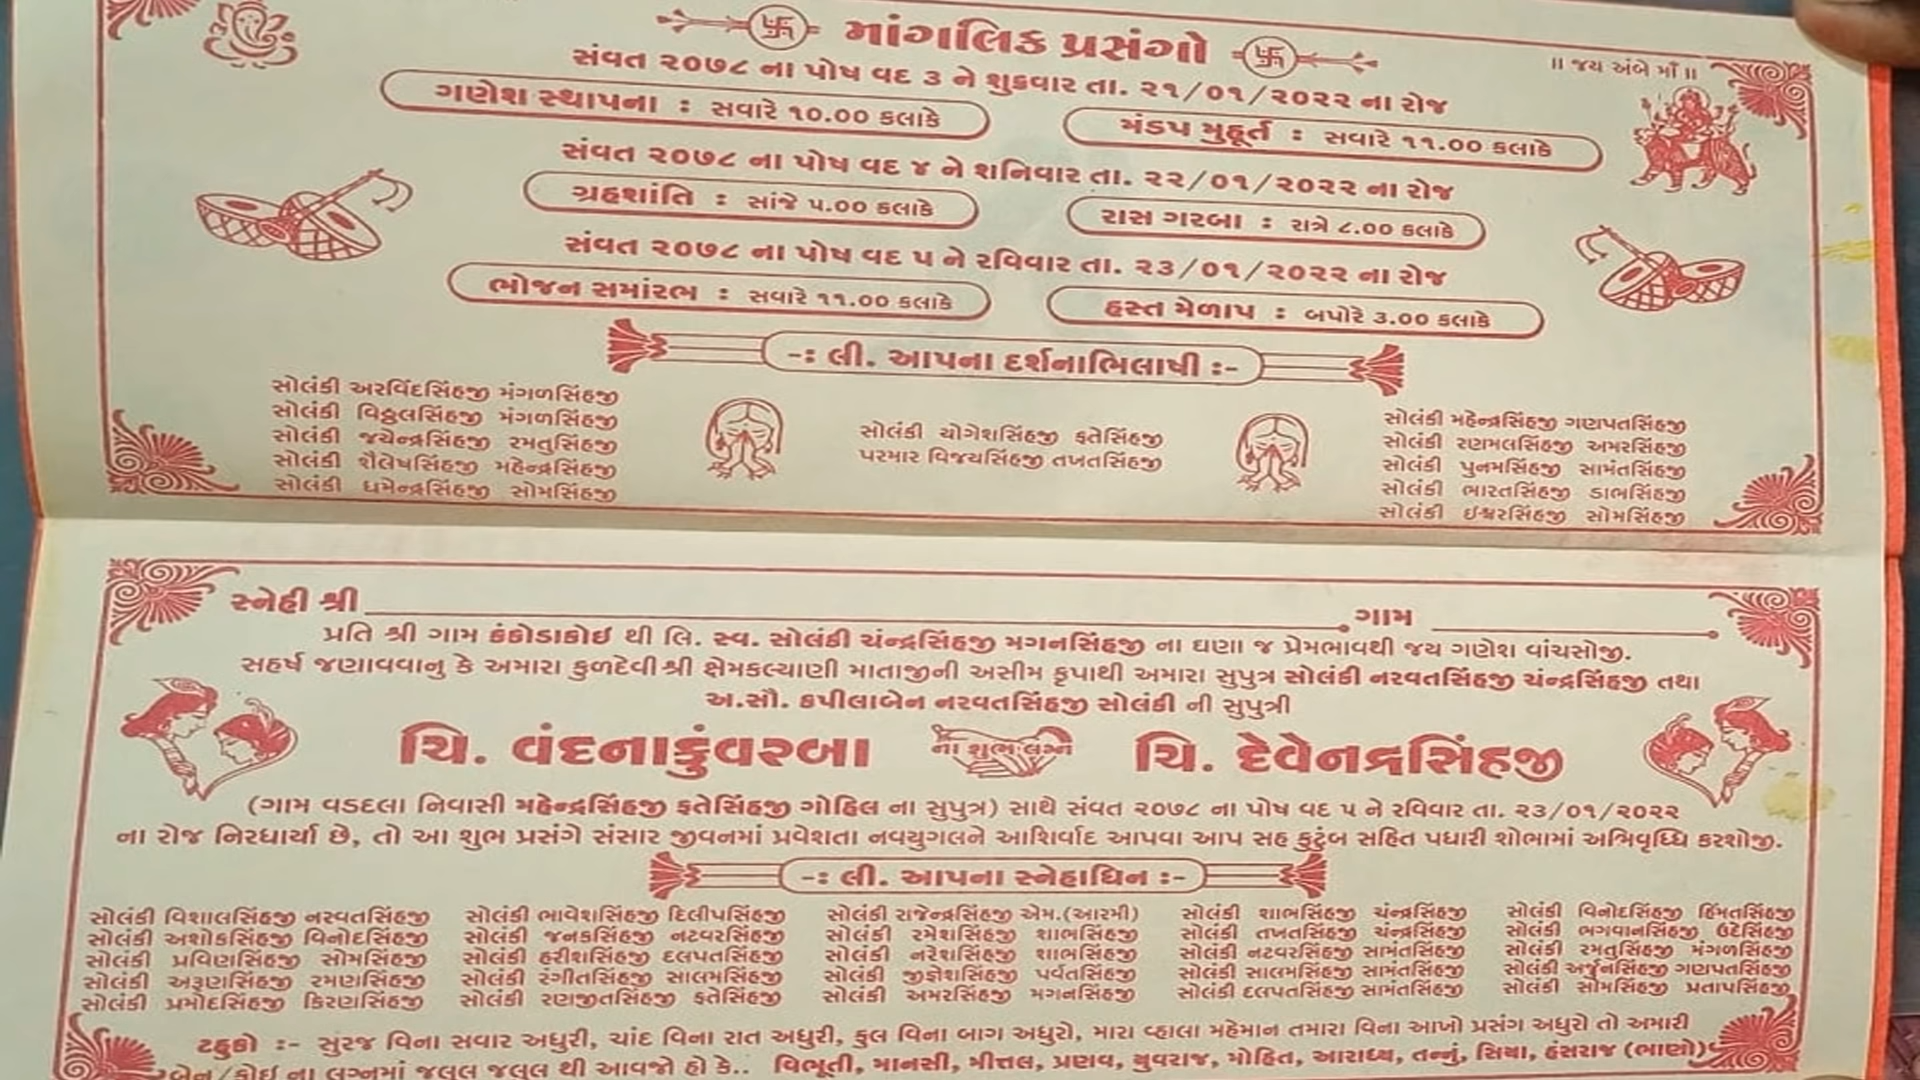 માંગલિક પ્રસંગો
॥ જય અંબે માઁ ॥
સંવત ૨૦૭૮ ના પોષ વદ ૩ ને શુક્રવાર તા. ૨૧/૦૧/૨૦૨૨ ના રોજ
ગણેશ સ્થાપના : સવારે ૧૦.૦૦ કલાકે
મંડપ મુહૂર્ત : સવારે ૧૧.૦૦ કલાકે
સંવત ૨૦૭૮ ના પોષ વદ ૪ ને શનિવાર તા. ૨૨/૦૧/૨૦૨૨ ના રોજ
ગ્રહશાંતિ : સાંજે ૫.૦૦ કલાકે
રાસ ગરબા : રાત્રે ૮.૦૦ કલાકે
સંવત ૨૦૭૮ ના પોષ વદ ૫ ને રવિવાર તા. ૨૩/૦૧/૨૦૨૨ ના રોજ
ભોજન સમાંરભ : સવારે ૧૧.૦૦ કલાકે
હસ્ત મેળાપ : બપોરે ૩.૦૦ કલાકે
-: લી. આપના દર્શનાભિલાષી :-
સોલંકી અરવિંદસિંહજી મંગળસિંહજી
સોલંકી વિઠ્ઠલસિંહજી મંગળસિંહજી
સોલંકી જયેન્દ્રસિંહજી રમતુસિંહજી
સોલંકી શૈલેષસિંહજી મહેન્દ્રસિંહજી
સોલંકી ધમેન્દ્રસિંહજી સોમસિંહજી
સોલંકી યોગેશસિંહજી ફતેસિંહજી
પરમાર વિજયસિંહજી તખતસિંહજી
સોલંકી મહેન્દ્રસિંહજી ગણપતસિંહજી
સોલંકી રણમલસિંહજી અમરસિંહજી
સોલંકી પુનમસિંહજી સામંતસિંહજી
સોલંકી ભારતસિંહજી ડાભસિંહજી
સોલંકી ઈશ્વરસિંહજી સોમસિંહજી
સ્નેહી શ્રી ગામ
પ્રતિ શ્રી ગામ કંકોડાકોઇ થી લિ. સ્વ. સોલંકી ચંન્દ્રસિંહજી મગનસિંહજી ના ઘણા જ પ્રેમભાવથી જય ગણેશ વાંચસોજી.
સહર્ષ જણાવવાનુ કે અમારા કુળદેવીશ્રી ક્ષેમકલ્યાણી માતાજીની અસીમ કૃપાથી અમારા સુપુત્ર સોલંકી નરવતસિંહજી ચંન્દ્રસિંહજી તથા
અ.સૌ. કપીલાબેન નરવતસિંહજી સોલંકી ની સુપુત્રી
ચિ. વંદનાકુંવરબા ના શુભ લગ્ન ચિ. દેવેનદ્રસિંહજી
(ગામ વડદલા નિવાસી મહેન્દ્રસિંહજી ફતેસિંહજી ગોહિલ ના સુપુત્ર) સાથે સંવત ૨૦૭૮ ના પોષ વદ ૫ ને રવિવાર તા. ૨૩/૦૧/૨૦૨૨
ના રોજ નિરધાર્યા છે, તો આ શુભ પ્રસંગે સંસાર જીવનમાં પ્રવેશતા નવયુગલને આશિર્વાદ આપવા આપ સહ કુટુંબ સહિત પધારી શોભામાં અભિવૃધ્ધિ કરશોજી.
-: લી. આપના સ્નેહાધિન :-
સોલંકી વિશાલસિંહજી નરવતસિંહજી
સોલંકી અશોકસિંહજી વિનોદસિંહજી
સોલંકી પ્રવિણસિંહજી સોમસિંહજી
સોલંકી અરૂણસિંહજી રમણસિંહજી
સોલંકી પ્રમોદસિંહજી કિરણસિંહજી
સોલંકી ભાવેશસિંહજી દિલીપસિંહજી
સોલંકી જનકસિંહજી નટવરસિંહજી
સોલંકી હરીશસિંહજી દલપતસિંહજી
સોલંકી રંગીતસિંહજી સાલમસિંહજી
સોલંકી રણજીતસિંહજી ફતેસિંહજી
સોલંકી રાજેન્દ્રસિંહજી એમ.(આરમી)
સોલંકી રમેશસિંહજી શાભસિંહજી
સોલંકી નરેશસિંહજી શાભસિંહજી
સોલંકી જીજ્ઞેશસિંહજી પર્વતસિંહજી
સોલંકી અમરસિંહજી મગનસિંહજી
સોલંકી શાભસિંહજી ચંન્દ્રસિંહજી
સોલંકી તખતસિંહજી ચંન્દ્રસિંહજી
સોલંકી નટવરસિંહજી સામંતસિંહજી
સોલંકી સાલમસિંહજી સામંતસિંહજી
સોલંકી દલપતસિંહજી સામંતસિંહજી
સોલંકી વિનોદસિંહજી હિંમતસિંહજી
સોલંકી ભગવાનસિંહજી ઉદેસિંહજી
સોલંકી રમતુસિંહજી મંગળસિંહજી
સોલંકી અર્જુનસિંહજી ગણપતસિંહજી
સોલંકી સોમસિંહજી પ્રતાપસિંહજી
ટહુકો :- સુરજ વિના સવાર અધુરી, ચાંદ વિના રાત અધુરી, ફુલ વિના બાગ અધુરો, મારા વ્હાલા મહેમાન તમારા વિના આખો પ્રસંગ અધુરો તો અમારી
બેન/ફોઈ ના લગ્નમાં જલુલ જલુલ થી આવજો હો કે.. વિભૂતી, માનસી, મીત્તલ, પ્રણવ, યુવરાજ, મોહિત, આરાધ્ય, તન્નું, સિયા, હંસરાજ (ભાણો)